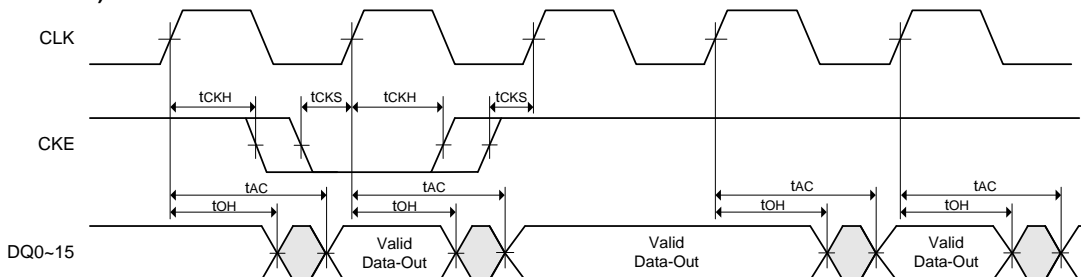 CLK
tCKH
tCKS
tCKH
tCKS
CKE
tAC
tAC
tAC
tAC
tOH
tOH
tOH
tOH
DQ0~15
Valid
Data-Out
Valid
Data-Out
Valid
Data-Out